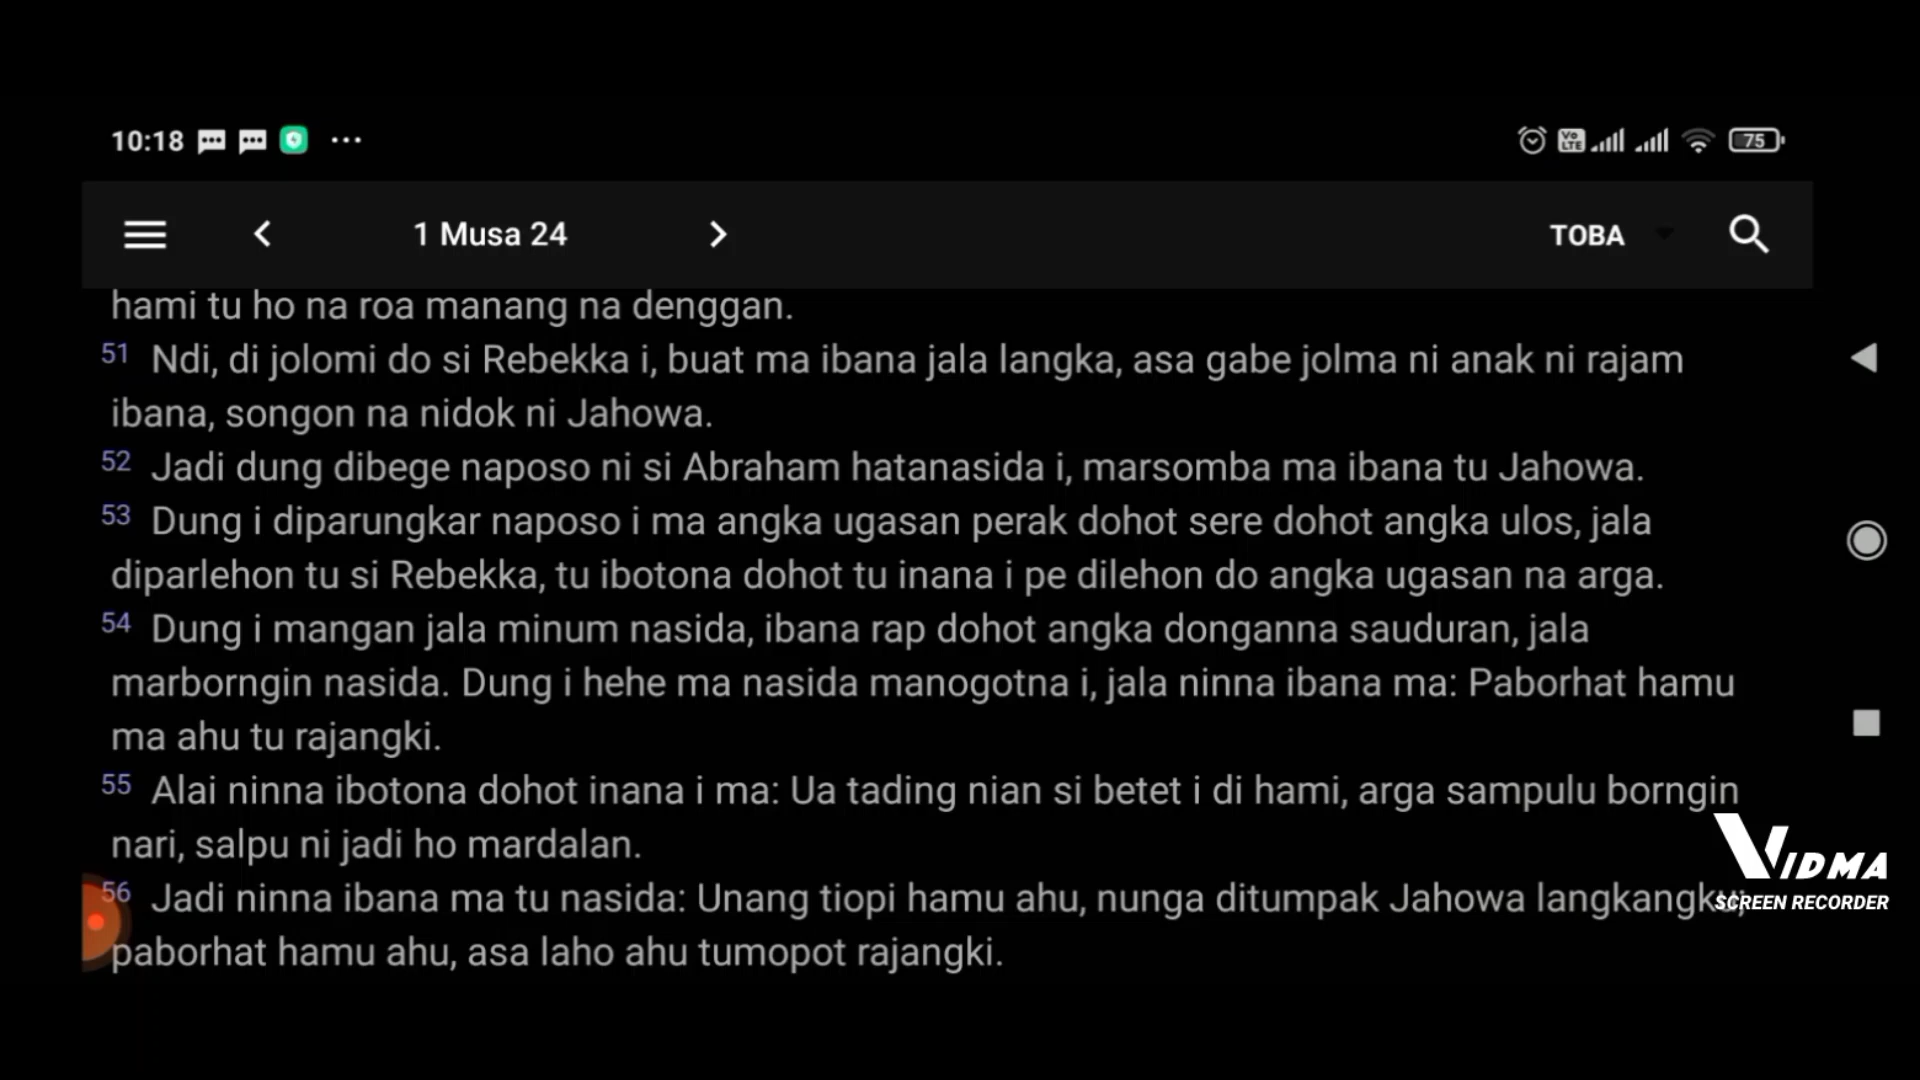 10:18
VoLTE
75
1 Musa 24
TOBA
hami tu ho na roa manang na denggan.
51 Ndi, di jolomi do si Rebekka i, buat ma ibana jala langka, asa gabe jolma ni anak ni rajam
ibana, songon na nidok ni Jahowa.
52 Jadi dung dibege naposo ni si Abraham hatanasida i, marsomba ma ibana tu Jahowa.
53 Dung i diparungkar naposo i ma angka ugasan perak dohot sere dohot angka ulos, jala
diparlehon tu si Rebekka, tu ibotona dohot tu inana i pe dilehon do angka ugasan na arga.
54 Dung i mangan jala minum nasida, ibana rap dohot angka donganna sauduran, jala
marborngin nasida. Dung i hehe ma nasida manogotna i, jala ninna ibana ma: Paborhat hamu
ma ahu tu rajangki.
55 Alai ninna ibotona dohot inana i ma: Ua tading nian si betet i di hami, arga sampulu borngin
nari, salpu ni jadi ho mardalan.
56 Jadi ninna ibana ma tu nasida: Unang tiopi hamu ahu, nunga ditumpak Jahowa langkangku;
paborhat hamu ahu, asa laho ahu tumopot rajangki.
VIDMA
SCREEN RECORDER